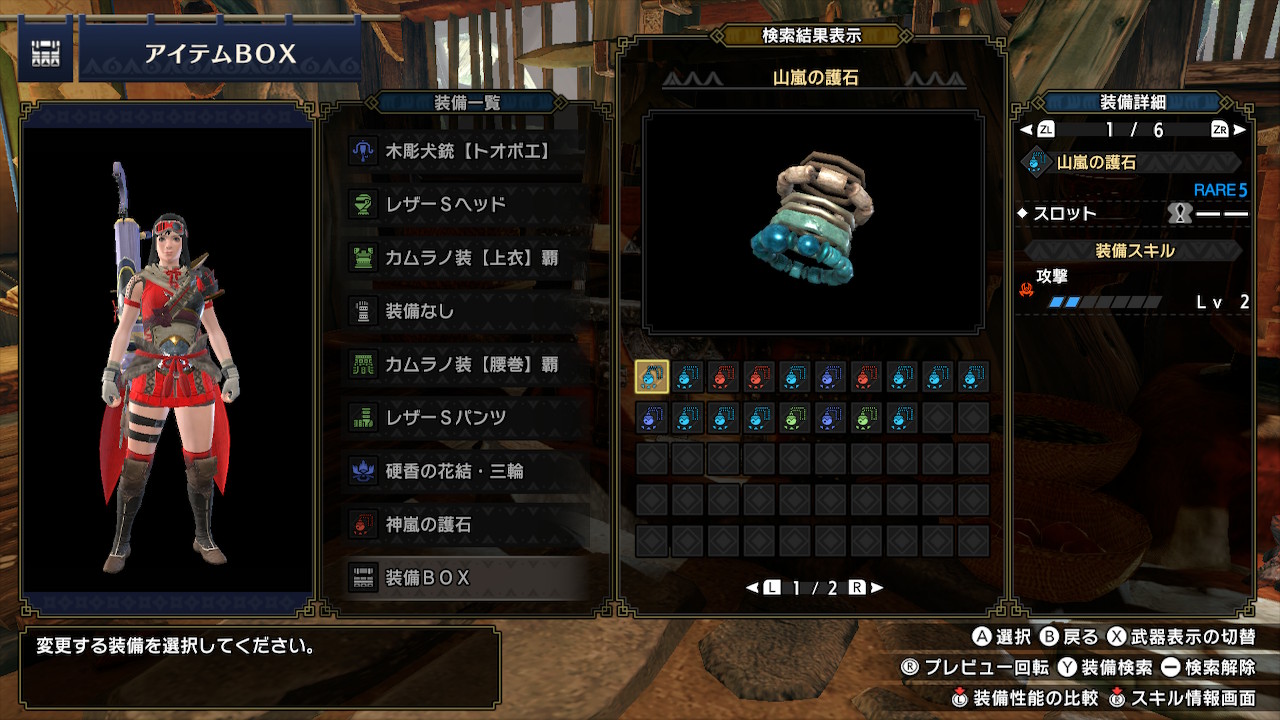 アイテムBOX
装備一覧
木彫犬銃【トオボエ】
レザーSヘッド
カムラノ装【上衣】覇
装備なし
カムラノ装【腰巻】覇
レザーSパンツ
硬香の花結・三輪
神嵐の護石
装備BOX
検索結果表示
山嵐の護石
L 1 / 2 R
装備詳細
ZL 1 / 6 ZR
山嵐の護石
RARE 5
スロット
装備スキル
攻撃
Lv 2
変更する装備を選択してください。
A 選択 B 戻る X 武器表示の切替
R プレビュー回転 Y 装備検索 検索解除
L 装備性能の比較 R スキル情報画面